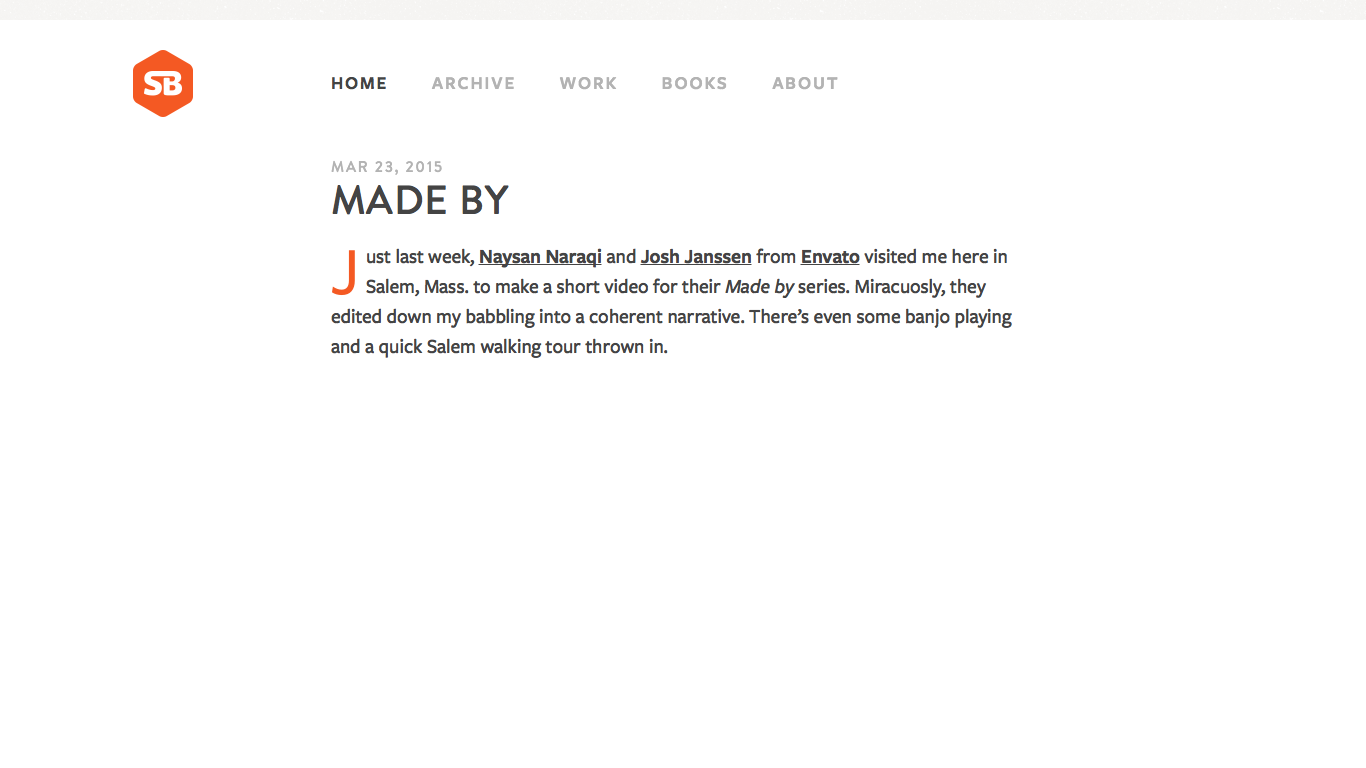 SB
HOME ARCHIVE WORK BOOKS ABOUT
MAR 23, 2015
MADE BY
Just last week, Naysan Naraqi and Josh Janssen from Envato visited me here in
Salem, Mass. to make a short video for their Made by series. Miracuosly, they
edited down my babbling into a coherent narrative. There’s even some banjo playing
and a quick Salem walking tour thrown in.